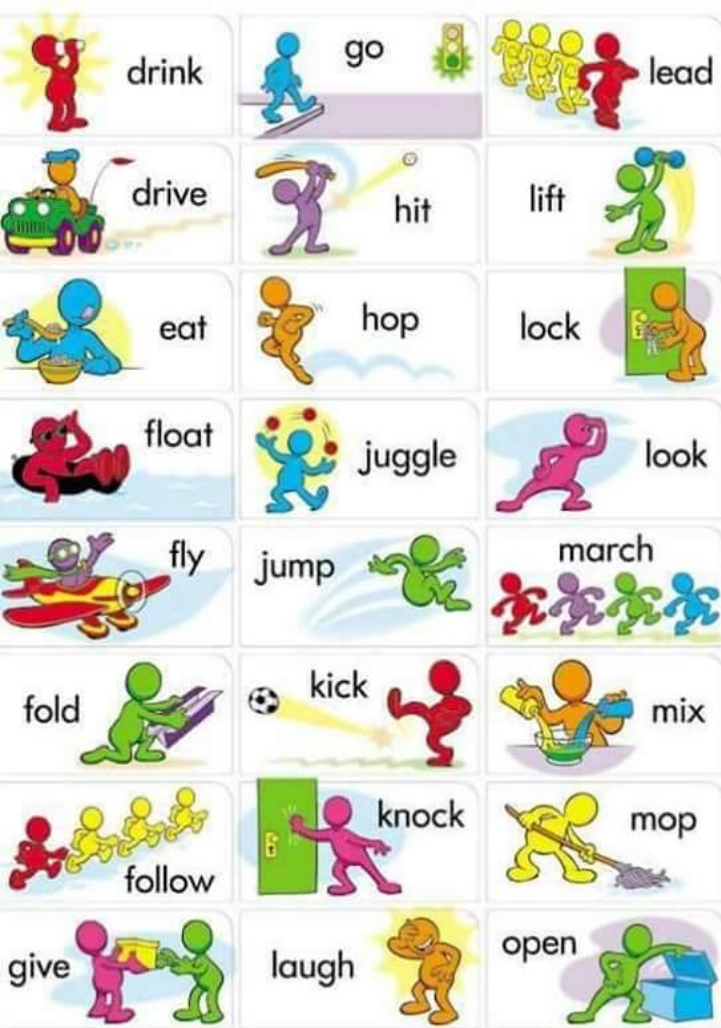 drink
go
lead
drive
hit
lift
eat
hop
lock
float
juggle
look
fly
jump
march
fold
kick
mix
follow
knock
mop
give
laugh
open